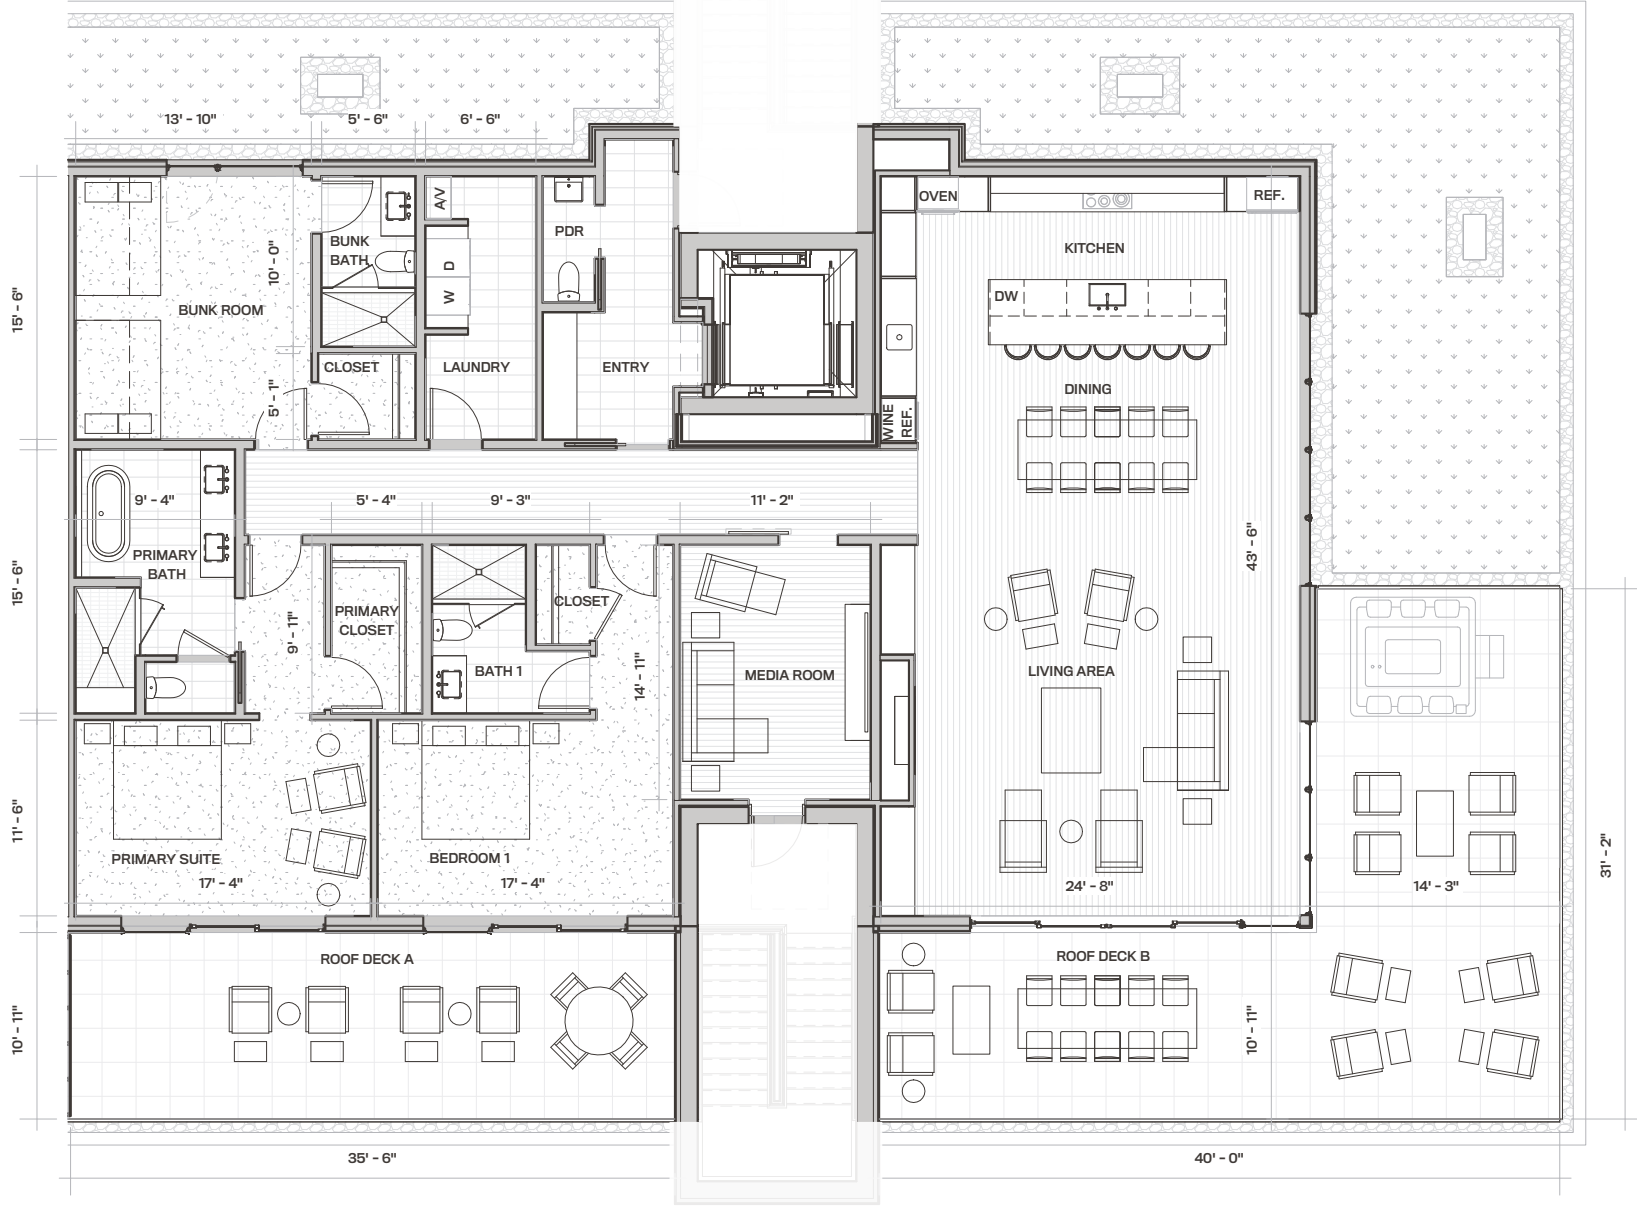 13' - 10"
5' - 6"
6' - 6"
OVEN
REF.
A/V
PDR
BUNK
BATH
KITCHEN
10' - 0"
D
W
DW
BUNK ROOM
15' - 6"
CLOSET
LAUNDRY
ENTRY
DINING
5' - 1"
WINE
REF.
9' - 4"
5' - 4"
9' - 3"
11' - 2"
43' - 6"
PRIMARY
BATH
15' - 6"
CLOSET
PRIMARY
CLOSET
9' - 11"
BATH 1
14' - 11"
MEDIA ROOM
LIVING AREA
11' - 6"
PRIMARY SUITE
BEDROOM 1
17' - 4"
17' - 4"
24' - 8"
14' - 3"
31' - 2"
ROOF DECK A
ROOF DECK B
10' - 11"
10' - 11"
35' - 6"
40' - 0"